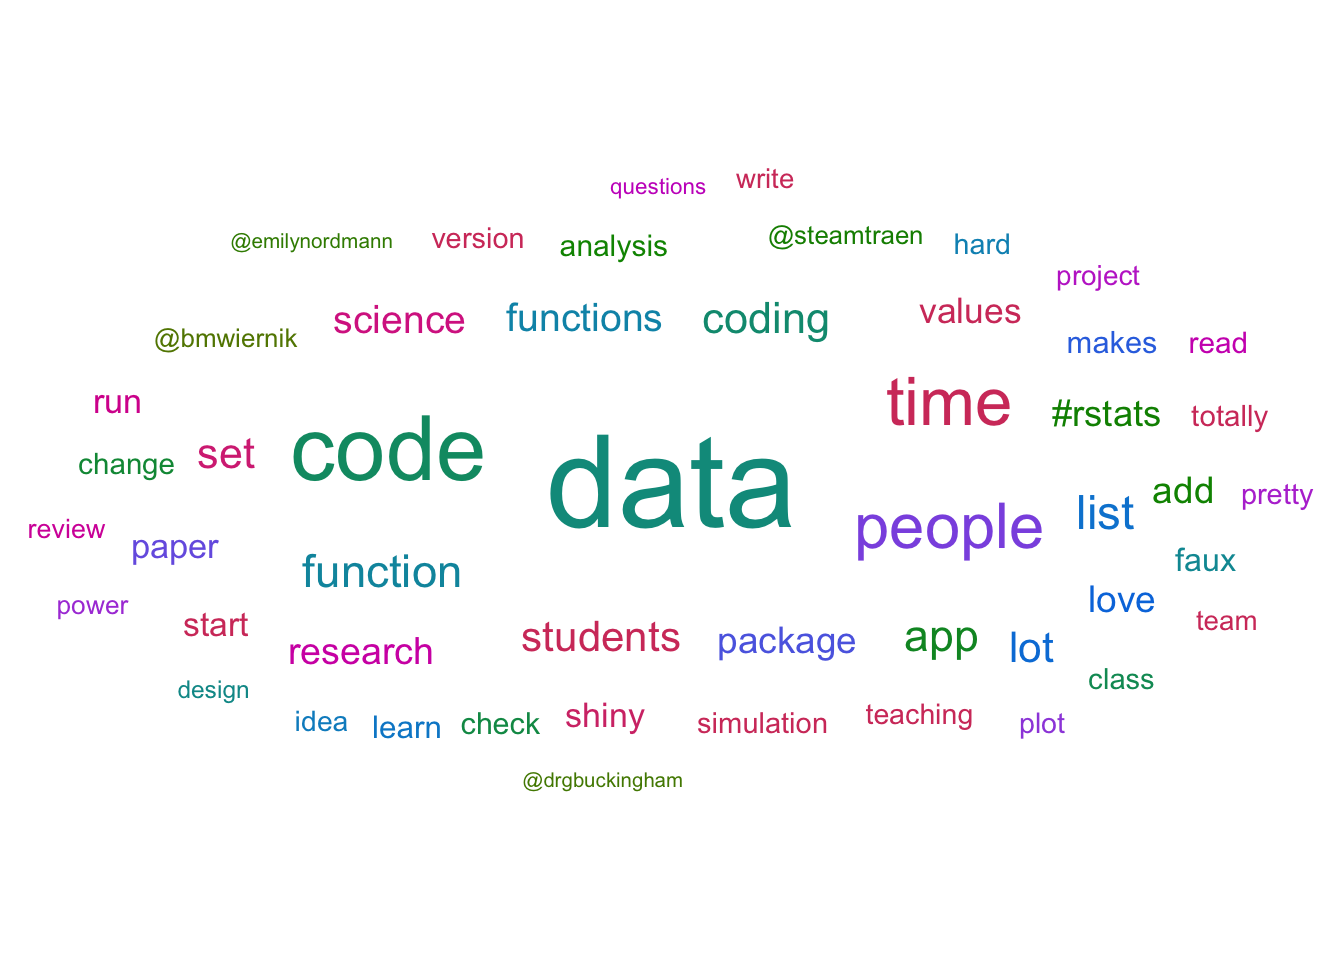 questions
write
@emilynordmann
version
analysis
@steamtraen
hard
project
science
functions
coding
values
@bmwiernik
makes
read
run
time
#rstats
totally
change
set
code
data
list
add
pretty
review
paper
people
function
faux
power
start
love
team
research
students
package
app
lot
design
class
idea
learn
check
shiny
simulation
teaching
plot
@drgbuckingham